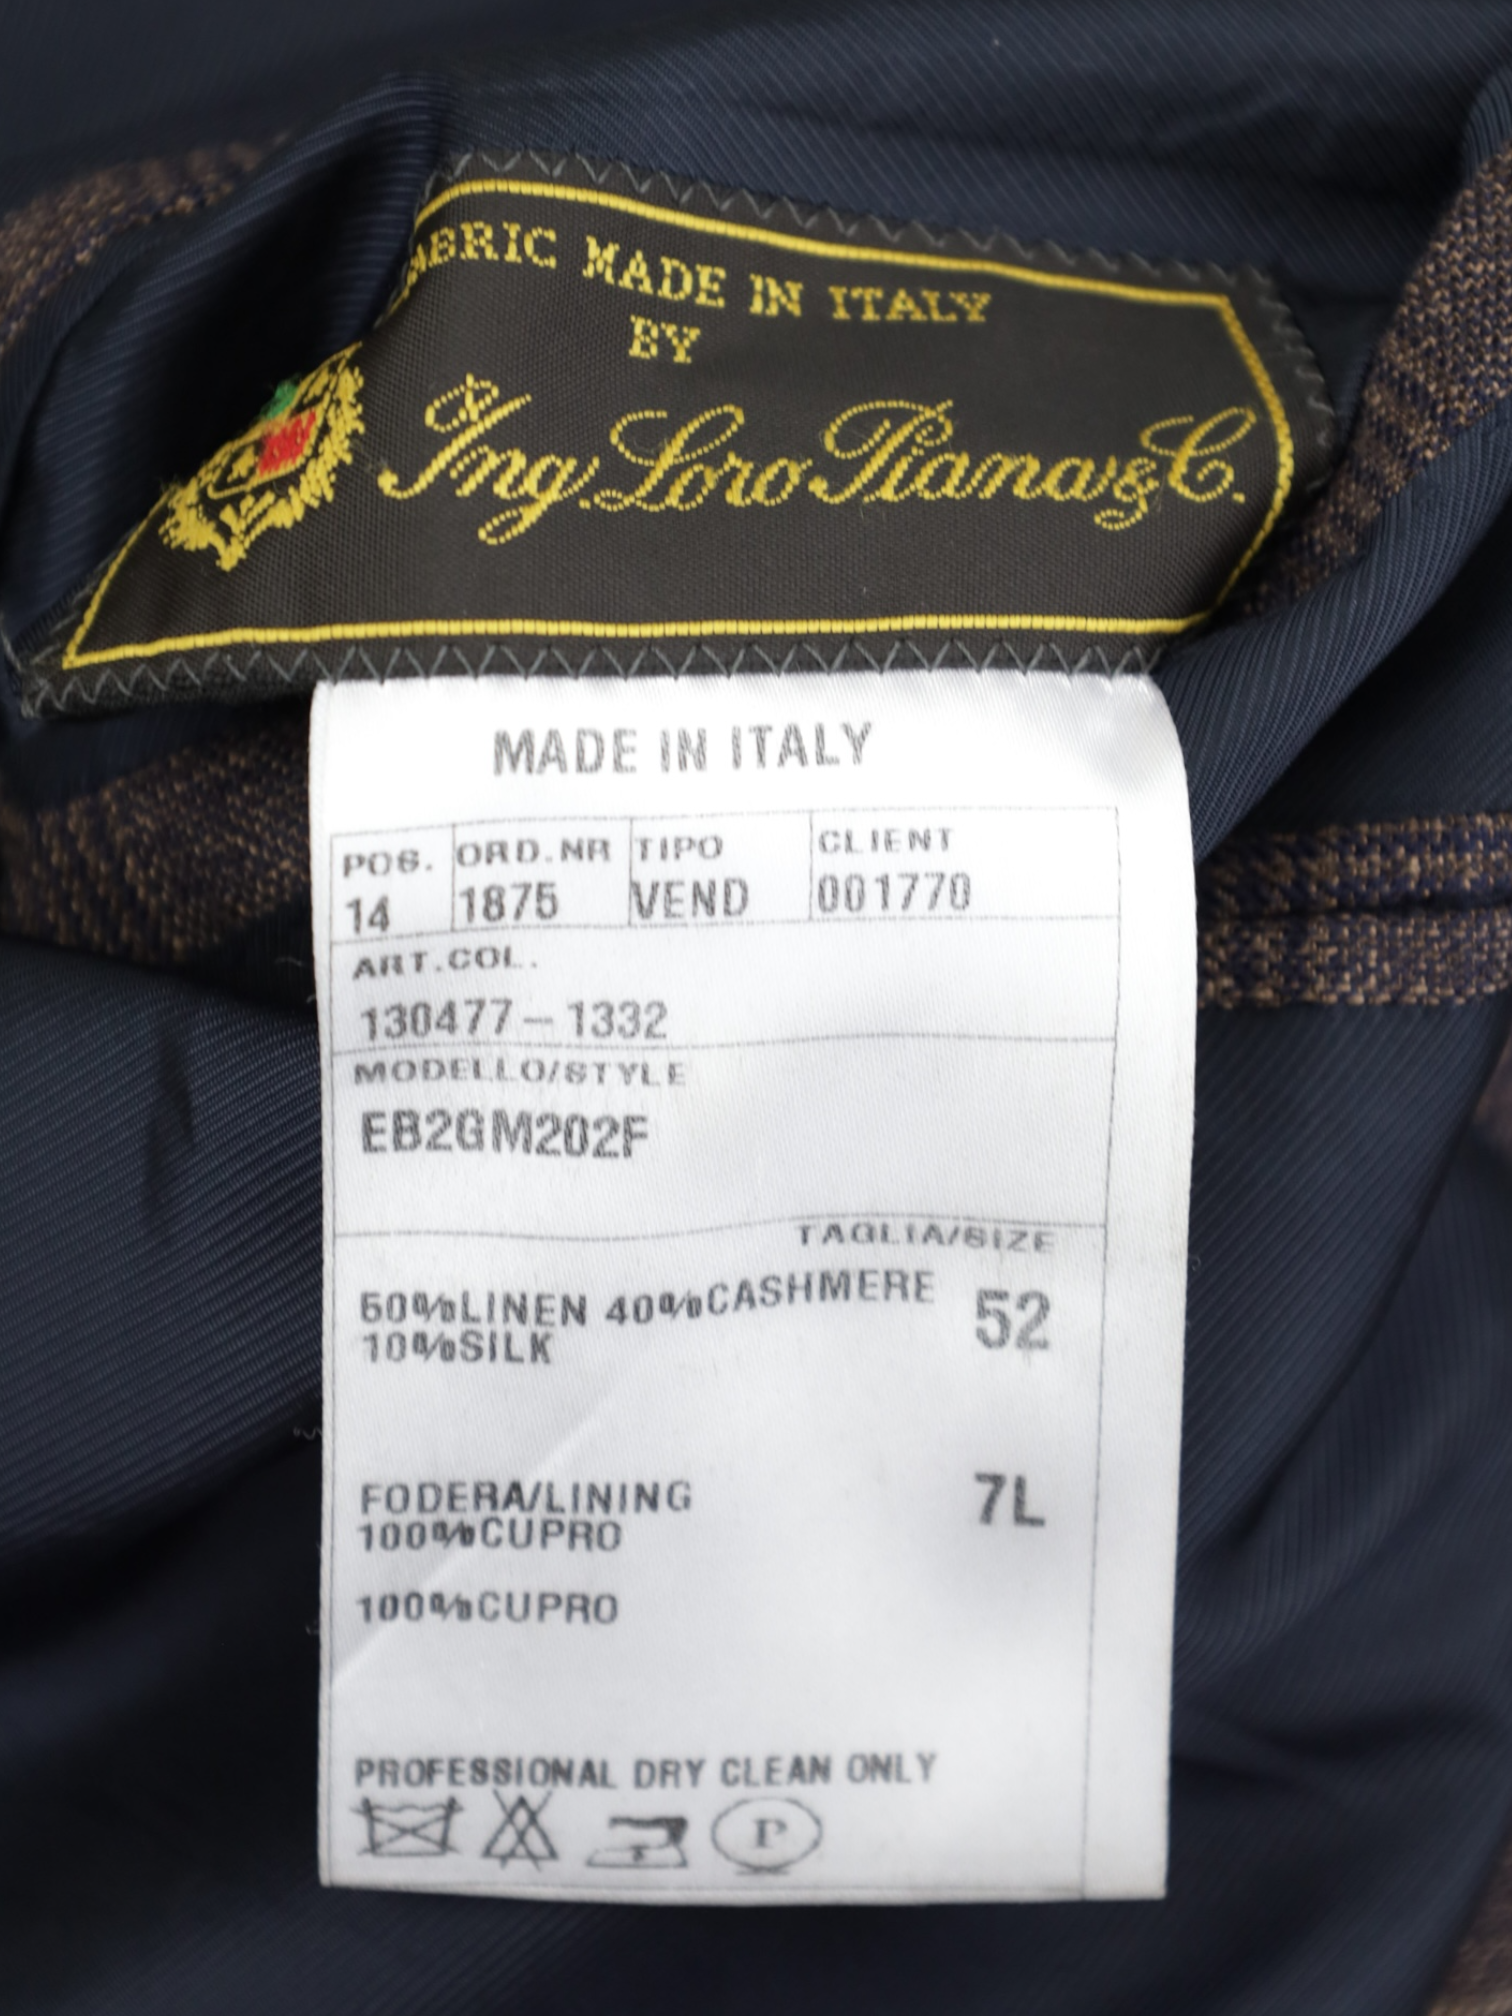 ABRIC MADE IN ITALY
BY
Ing. Loro Piana & C.
MADE IN ITALY
POS. ORD.NR TIPO CLIENT
14 1875 VEND 001770
ART.COL.
130477-1332
MODELLO/STYLE
EB2GM202F
TAGLIA/SIZE
50%LINEN 40%CASHMERE 52
10%SILK
FODERA/LINING 7L
100%CUPRO
100%CUPRO
PROFESSIONAL DRY CLEAN ONLY
P